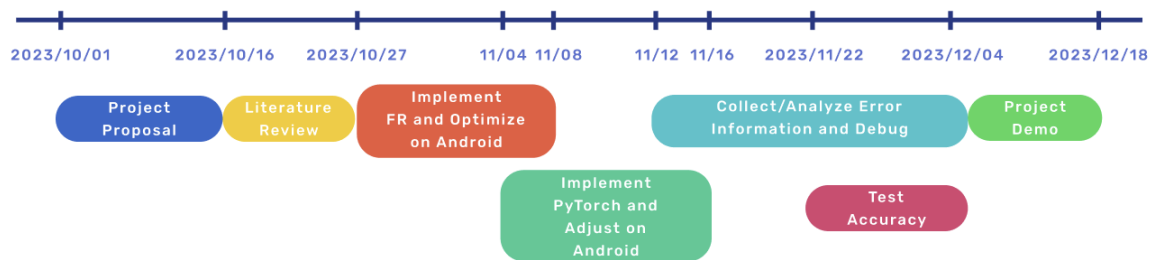 2023/10/01 2023/10/16 2023/10/27 11/04 11/08 11/12 11/16 2023/11/22 2023/12/04 2023/12/18
Project
Proposal
Literature
Review
Implement
FR and Optimize
on Android
Collect/Analyze Error
Information and Debug
Project
Demo
Implement
PyTorch and
Adjust on
Android
Test
Accuracy